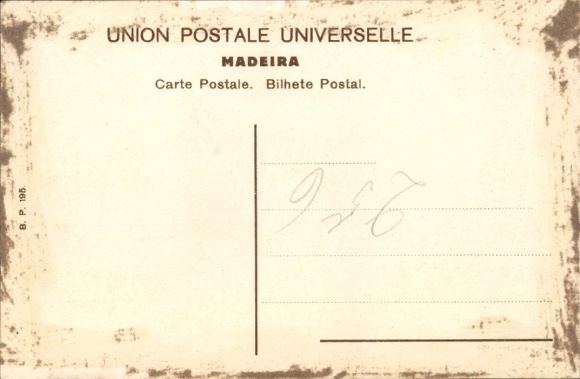 UNION POSTALE UNIVERSELLE
MADEIRA
Carte Postale. Bilhete Postal.
B. P. 195.